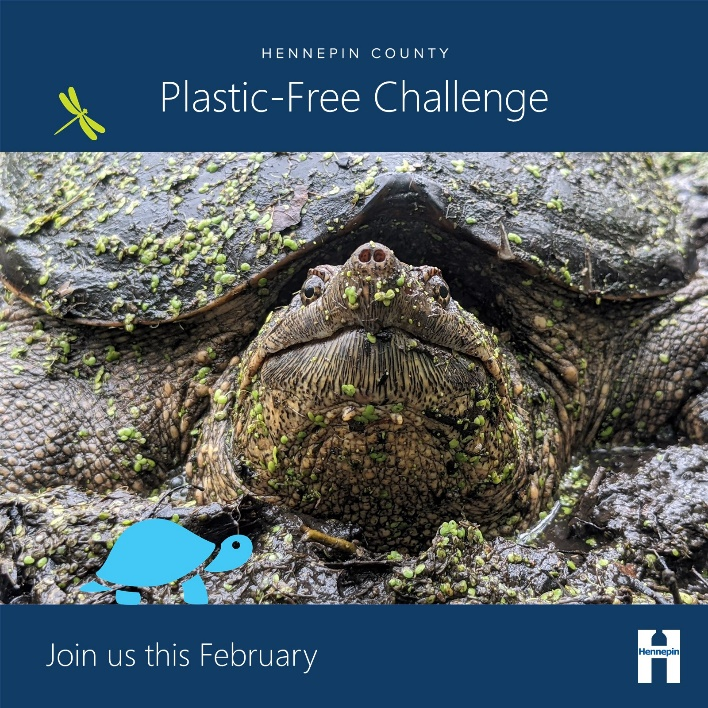 HENNEPIN COUNTY
Plastic-Free Challenge
Join us this February
Hennepin